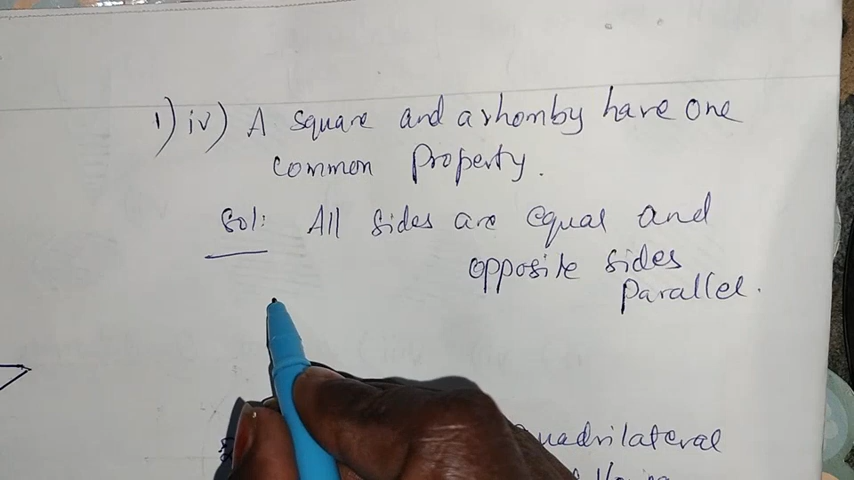 1) iv) A square and a rhomby have one
common Property.
Sol: All sides are equal and
opposite sides
Parallel.
Quadrilateral